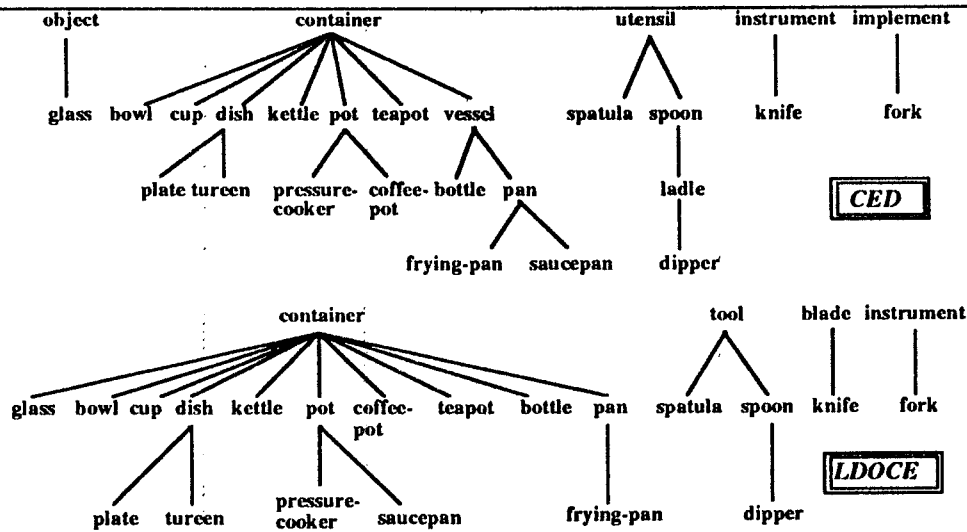 object container utensil instrument implement
glass bowl cup dish kettle pot teapot vessel spatula spoon knife fork
plate tureen pressure-cooker coffee-pot bottle pan ladle
CED
frying-pan saucepan dipper
container tool blade instrument
glass bowl cup dish kettle pot coffee-pot teapot bottle pan spatula spoon knife fork
LDOCE
plate tureen pressure-cooker saucepan frying-pan dipper